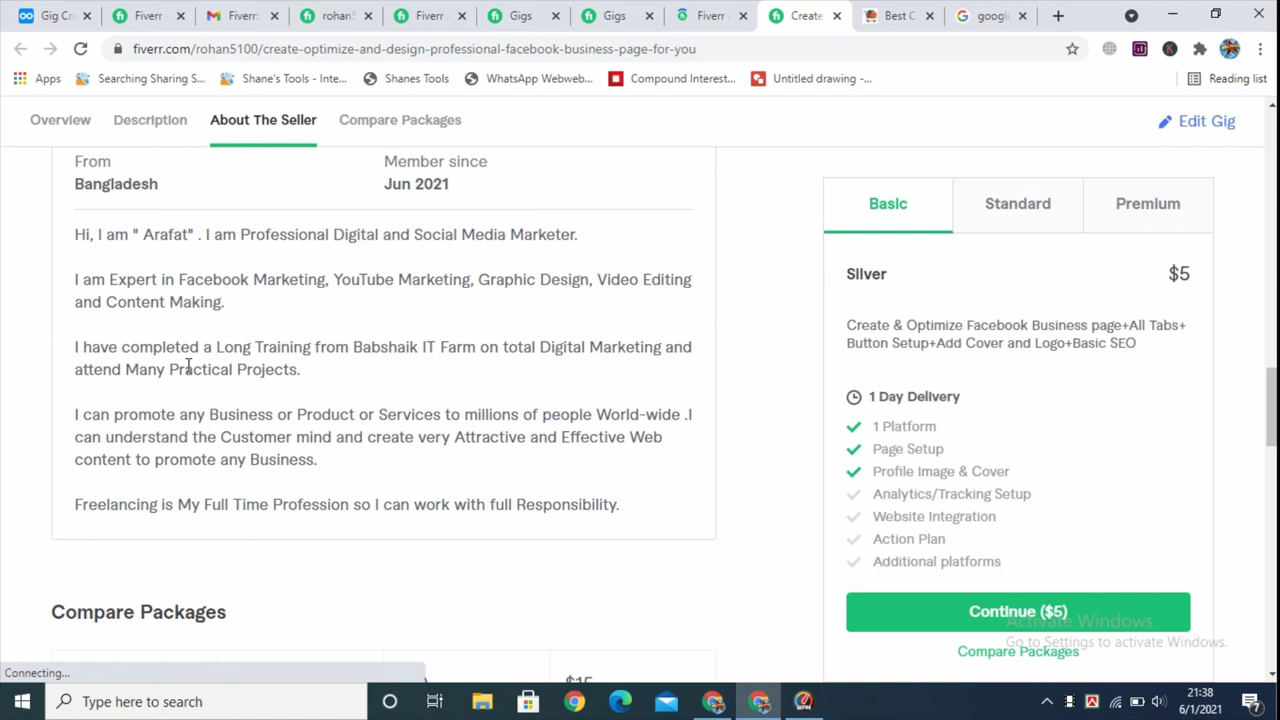 Gig Cre
Fiverr -
Fiverr
rohan5
Fiverr /
Gigs
Gigs
Fiverr /
Create
Best C
google
fiverr.com/rohan5100/create-optimize-and-design-professional-facebook-business-page-for-you
Apps
Searching Sharing S...
Shane's Tools - Inte...
Shanes Tools
WhatsApp Webweb...
Compound Interest...
Untitled drawing -...
Reading list
Overview
Description
About The Seller
Compare Packages
Edit Gig
From
Member since
Bangladesh
Jun 2021
Hi, I am " Arafat" . I am Professional Digital and Social Media Marketer.
I am Expert in Facebook Marketing, YouTube Marketing, Graphic Design, Video Editing
and Content Making.
I have completed a Long Training from Babshaik IT Farm on total Digital Marketing and
attend Many Practical Projects.
I can promote any Business or Product or Services to millions of people World-wide .I
can understand the Customer mind and create very Attractive and Effective Web
content to promote any Business.
Freelancing is My Full Time Profession so I can work with full Responsibility.
Compare Packages
Basic
Standard
Premium
Silver
$5
Create & Optimize Facebook Business page+All Tabs+
Button Setup+Add Cover and Logo+Basic SEO
1 Day Delivery
1 Platform
Page Setup
Profile Image & Cover
Analytics/Tracking Setup
Website Integration
Action Plan
Additional platforms
Continue ($5)
Activate Windows
Go to Settings to activate Windows.
Compare Packages
Connecting...
$15
Type here to search
21:38
6/1/2021
7